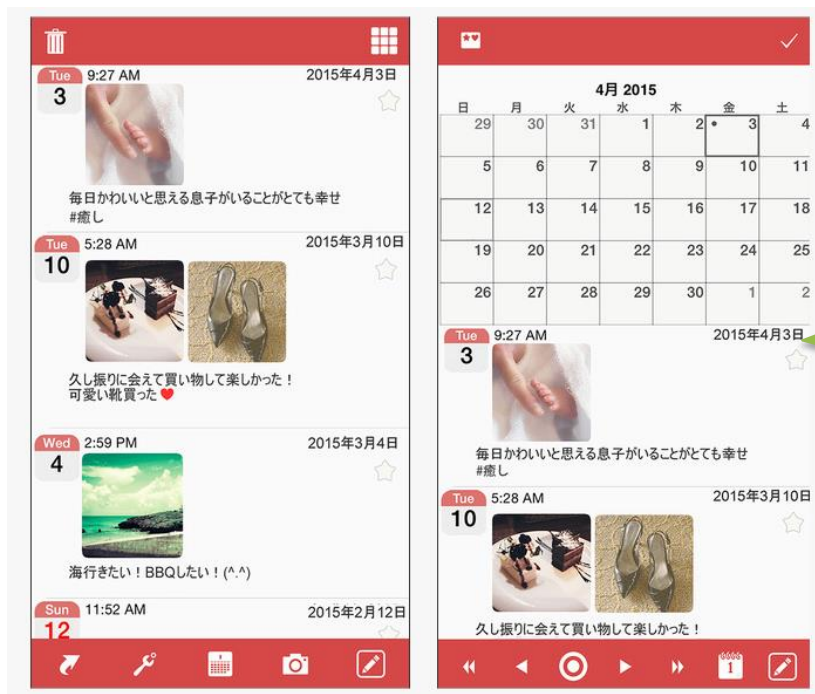 Tue 9:27 AM 2015年4月3日
3
毎日かわいいと思える息子がいることがとても幸せ
#癒し
Tue 5:28 AM 2015年3月10日
10
久し振りに会えて買い物して楽しかった！
可愛い靴買った❤
Wed 2:59 PM 2015年3月4日
4
海行きたい！BBQしたい！(^.^)
Sun 11:52 AM 2015年2月12日
12
4月 2015
日 月 火 水 木 金 土
29 30 31 1 2 3 4
5 6 7 8 9 10 11
12 13 14 15 16 17 18
19 20 21 22 23 24 25
26 27 28 29 30 1 2
Tue 9:27 AM 2015年4月3日
3
毎日かわいいと思える息子がいることがとても幸せ
#癒し
Tue 5:28 AM 2015年3月10日
10
久し振りに会えて買い物して楽しかった！
1